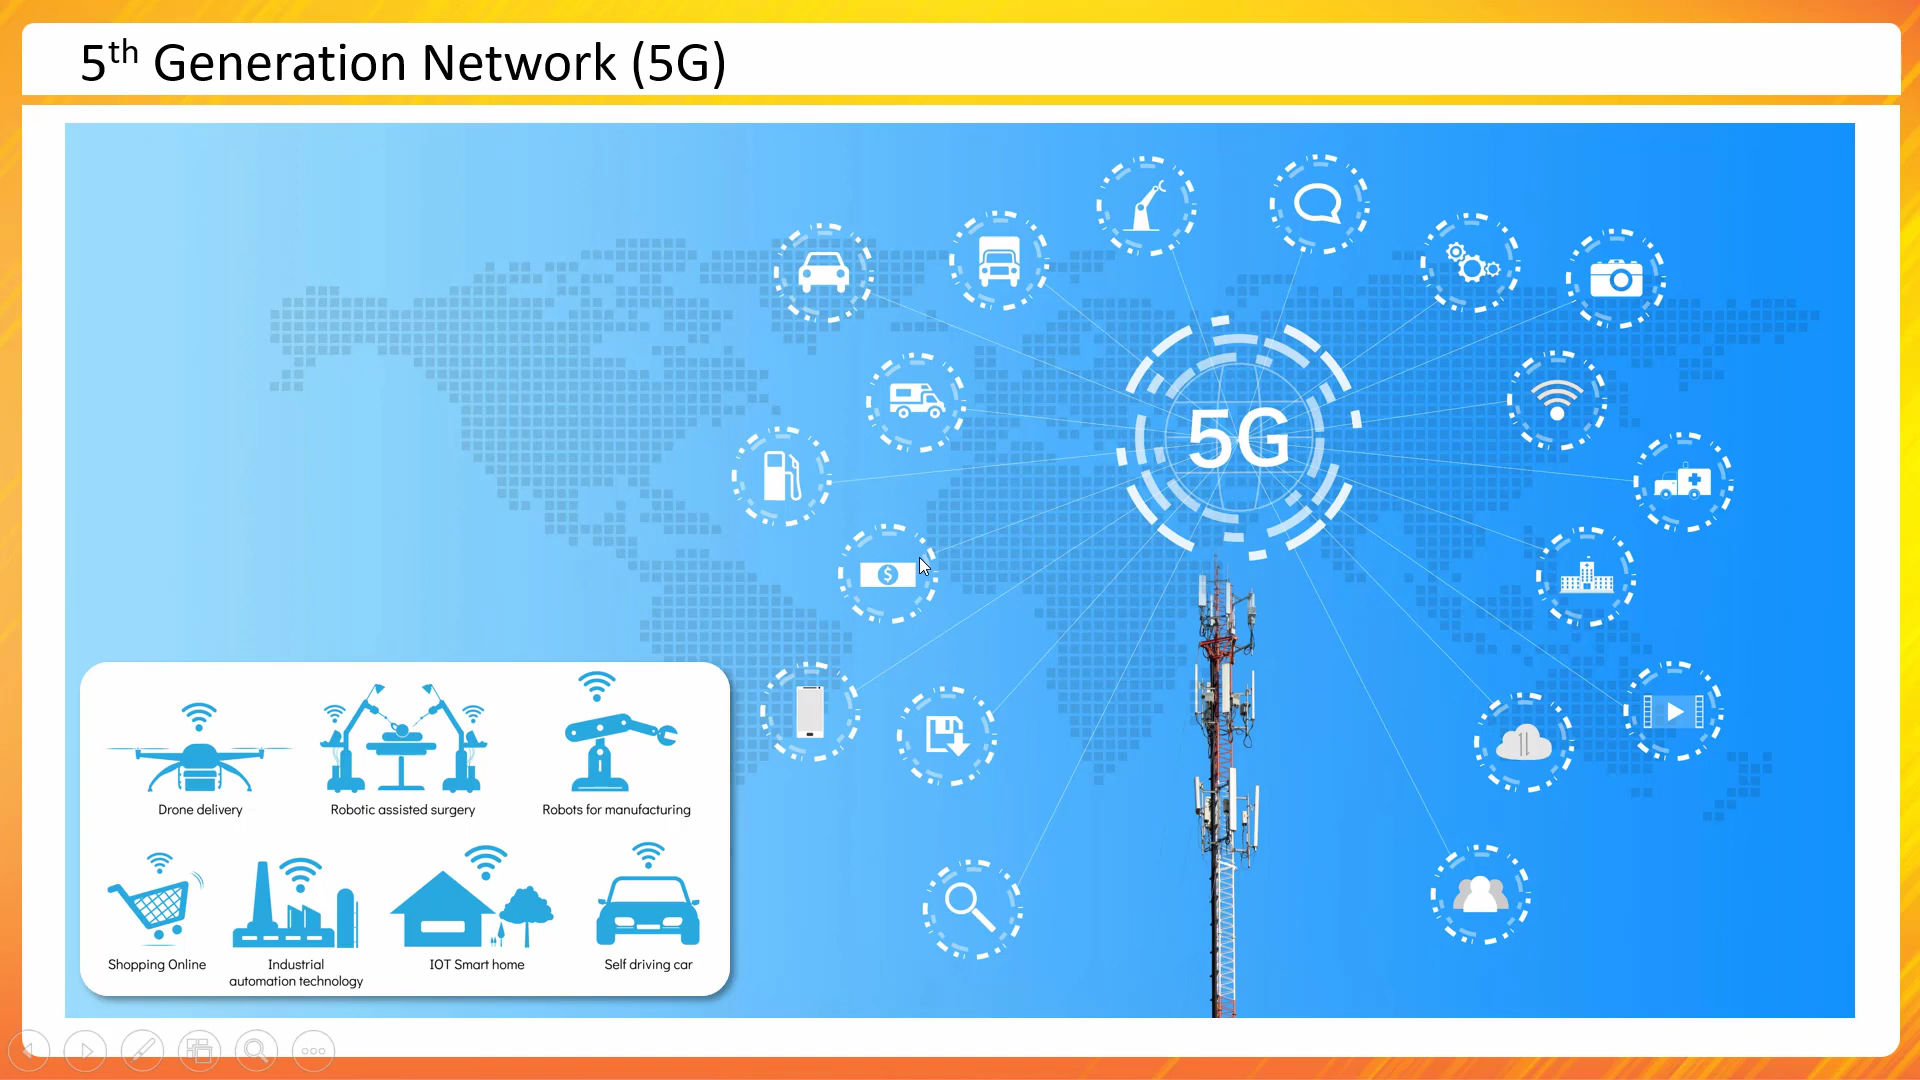 5th Generation Network (5G)
5G
$
Drone delivery
Robotic assisted surgery
Robots for manufacturing
Shopping Online
Industrial
automation technology
IOT Smart home
Self driving car